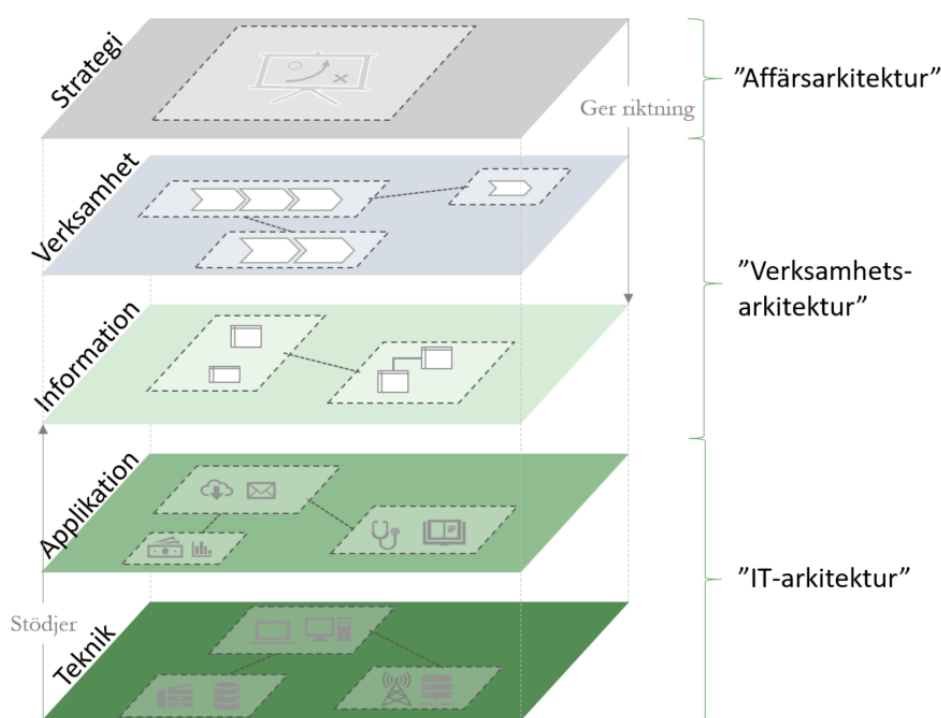 Strategi
”Affärsarkitektur”
Ger riktning
Verksamhet
”Verksamhets-
arkitektur”
Information
Applikation
”IT-arkitektur”
Stödjer
Teknik